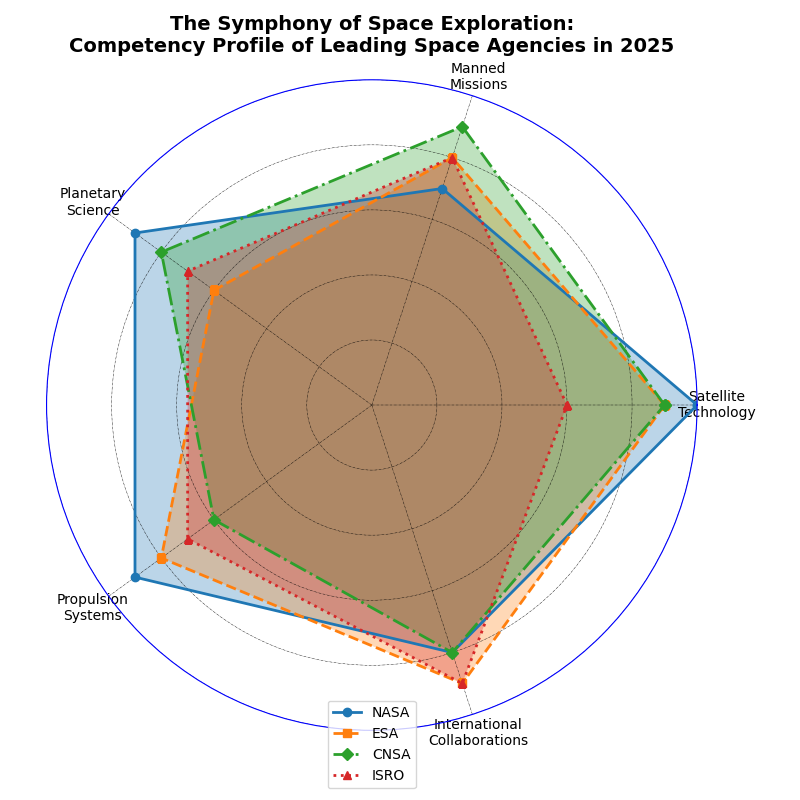 The Symphony of Space Exploration:
Competency Profile of Leading Space Agencies in 2025
Manned
Missions
Planetary
Science
Satellite
Technology
Propulsion
Systems
International
Collaborations
NASA
ESA
CNSA
ISRO